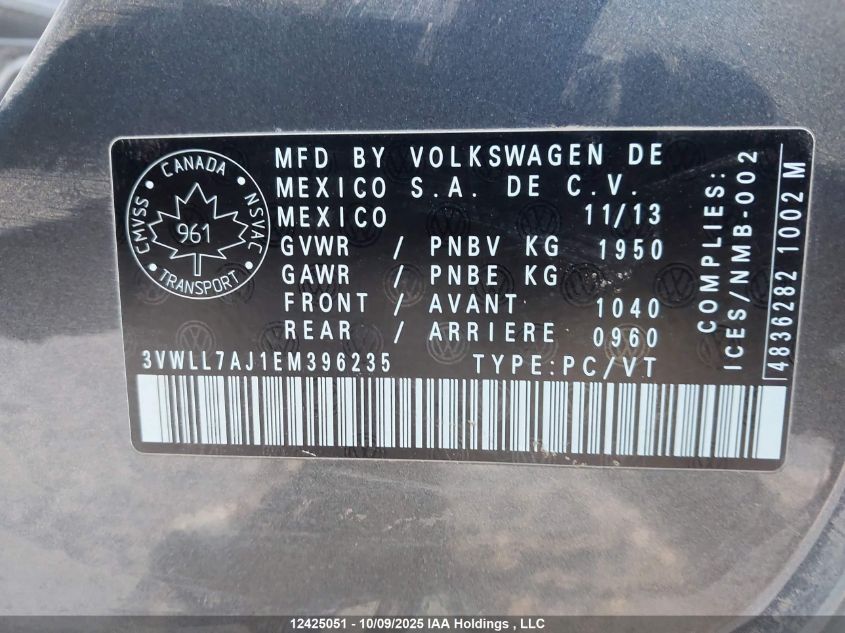 CANADA
CMVSS
NSVAC
961
TRANSPORT
MFD BY VOLKSWAGEN DE
MEXICO S.A. DE C.V.
MEXICO 11/13
GVWR / PNBV KG 1950
GAWR / PNBE KG
FRONT / AVANT 1040
REAR / ARRIERE 0960
3VWLL7AJ1EM396235 TYPE:PC/VT
COMPLIES:
ICES/NMB-002
4836282 1002 M
12425051 - 10/09/2025 IAA Holdings , LLC